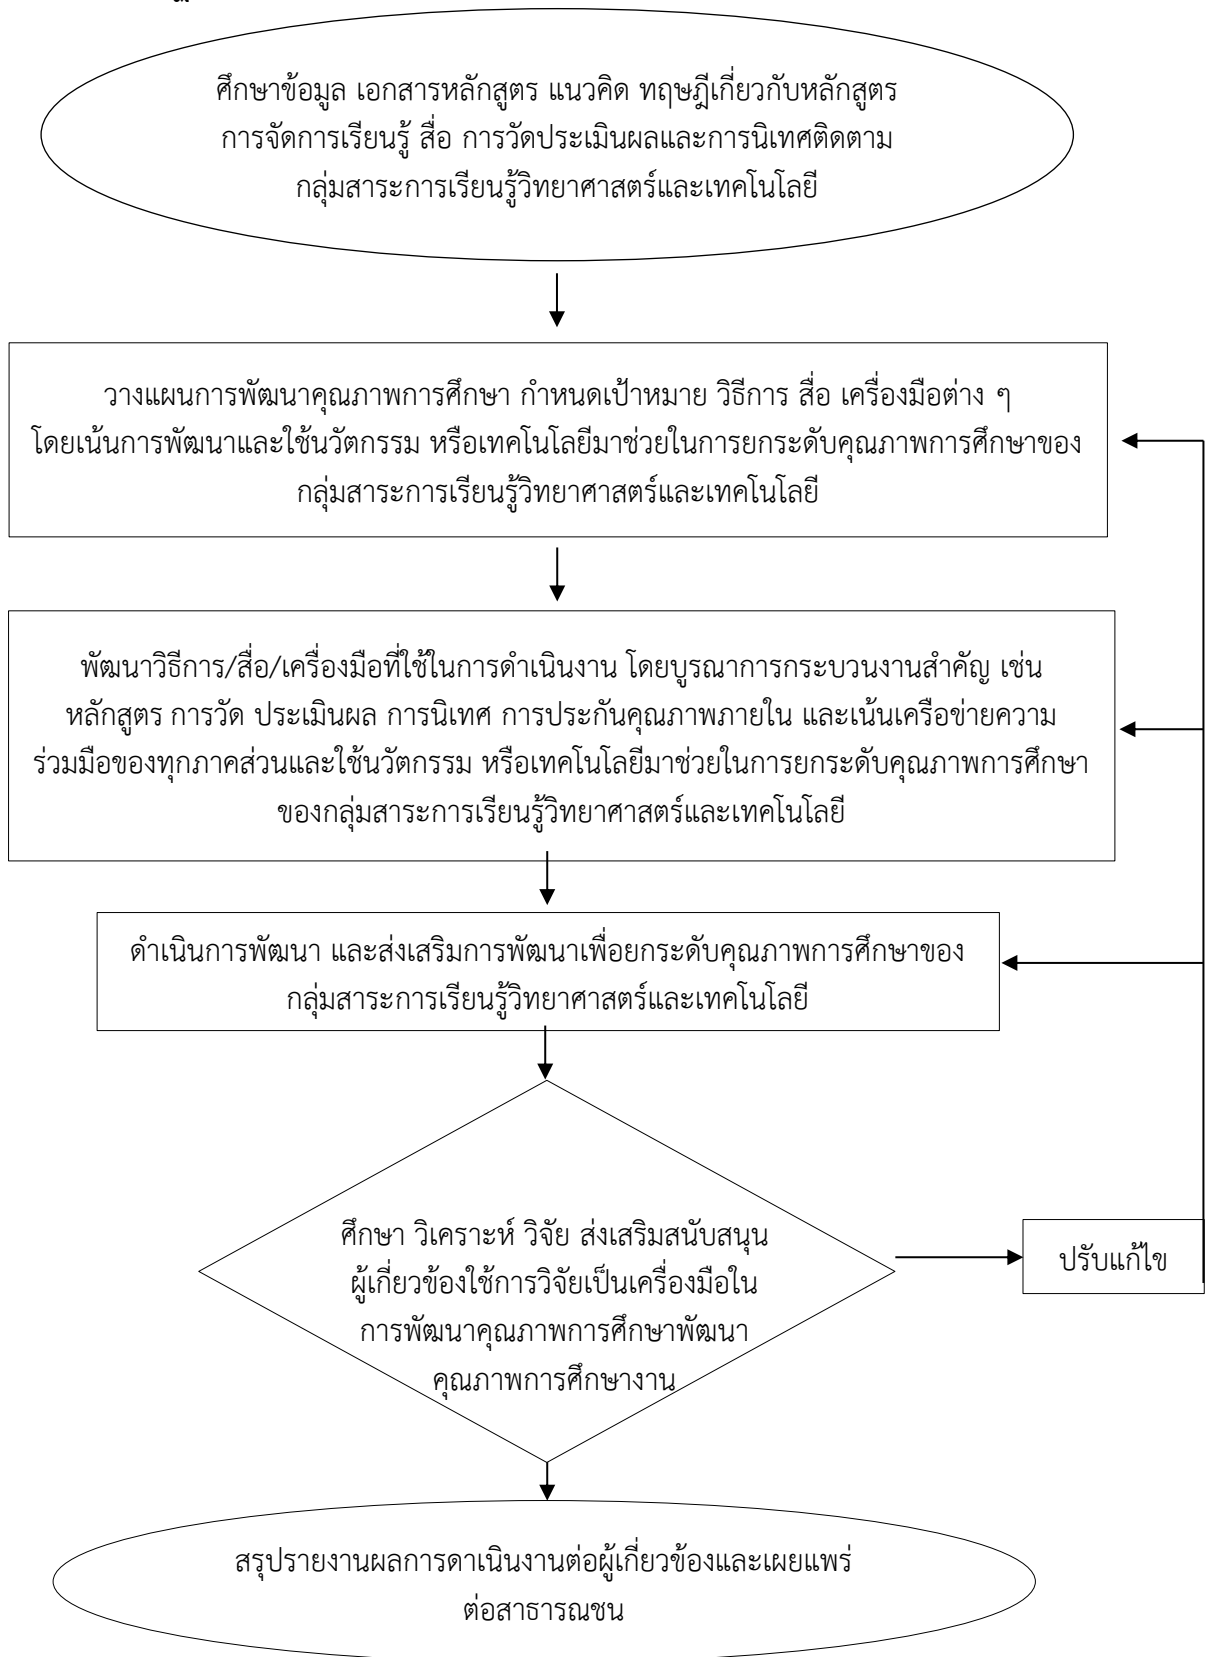 ศึกษาข้อมูล เอกสารหลักสูตร แนวคิด ทฤษฎีเกี่ยวกับหลักสูตร
การจัดการเรียนรู้ สื่อ การวัดประเมินผลและการนิเทศติดตาม
กลุ่มสาระการเรียนรู้วิทยาศาสตร์และเทคโนโลยี
วางแผนการพัฒนาคุณภาพการศึกษา กำหนดเป้าหมาย วิธีการ สื่อ เครื่องมือต่าง ๆ
โดยเน้นการพัฒนาและใช้นวัตกรรม หรือเทคโนโลยีมาช่วยในการยกระดับคุณภาพการศึกษาของ
กลุ่มสาระการเรียนรู้วิทยาศาสตร์และเทคโนโลยี
พัฒนาวิธีการ/สื่อ/เครื่องมือที่ใช้ในการดำเนินงาน โดยบูรณาการกระบวนงานสำคัญ เช่น
หลักสูตร การวัด ประเมินผล การนิเทศ การประกันคุณภาพภายใน และเน้นเครือข่ายความ
ร่วมมือของทุกภาคส่วนและใช้นวัตกรรม หรือเทคโนโลยีมาช่วยในการยกระดับคุณภาพการศึกษา
ของกลุ่มสาระการเรียนรู้วิทยาศาสตร์และเทคโนโลยี
ดำเนินการพัฒนา และส่งเสริมการพัฒนาเพื่อยกระดับคุณภาพการศึกษาของ
กลุ่มสาระการเรียนรู้วิทยาศาสตร์และเทคโนโลยี
ศึกษา วิเคราะห์ วิจัย ส่งเสริมสนับสนุน
ผู้เกี่ยวข้องใช้การวิจัยเป็นเครื่องมือใน
การพัฒนาคุณภาพการศึกษาพัฒนา
คุณภาพการศึกษางาน
ปรับแก้ไข
สรุปรายงานผลการดาเนินงานต่อผู้เกี่ยวข้องและเผยแพร่
ต่อสาธารณชน